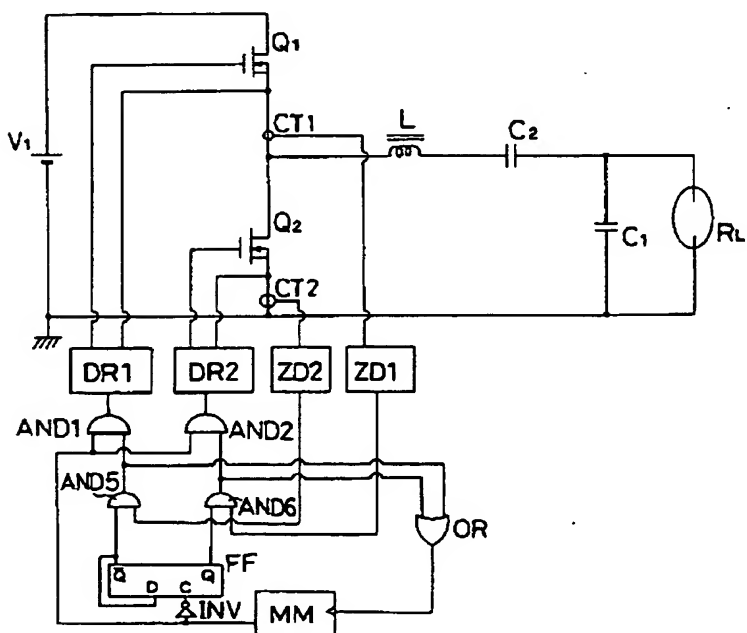 Q1
CT1
L
C2
V1
Q2
C1
RL
CT2
DR1
DR2
ZD2
ZD1
AND1
AND2
AND5
AND6
OR
Q̅
Q
FF
D
C
INV
MM